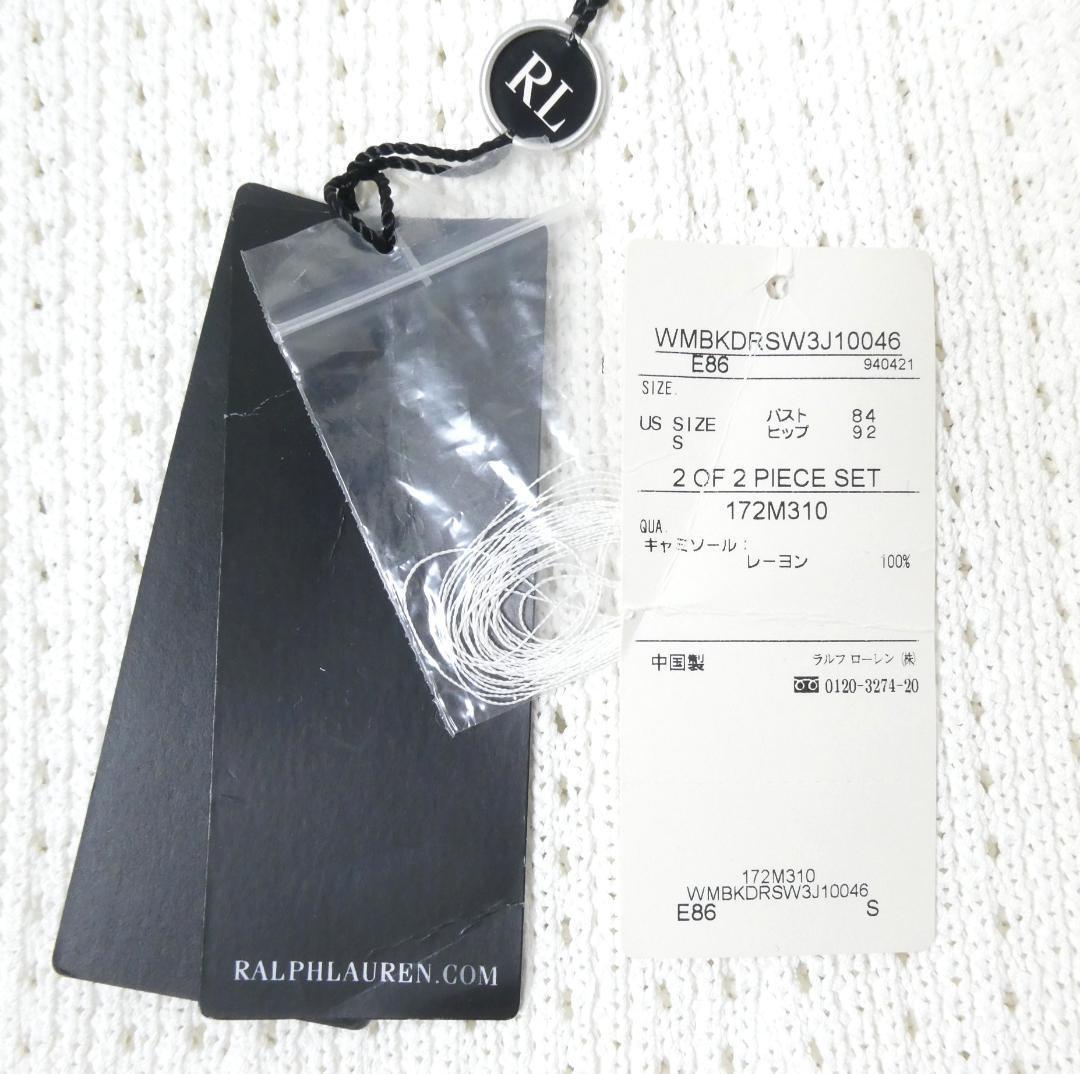 RL
RALPHLAUREN.COM
WMBKDRSW3J10046
E86 940421
SIZE.
US SIZE バスト 84
S ヒップ 92
2 OF 2 PIECE SET
172M310
QUA.
キャミソール:
レーヨン 100%
中国製 ラルフ ローレン ㈱
0120-3274-20
172M310
WMBKDRSW3J10046
E86 S